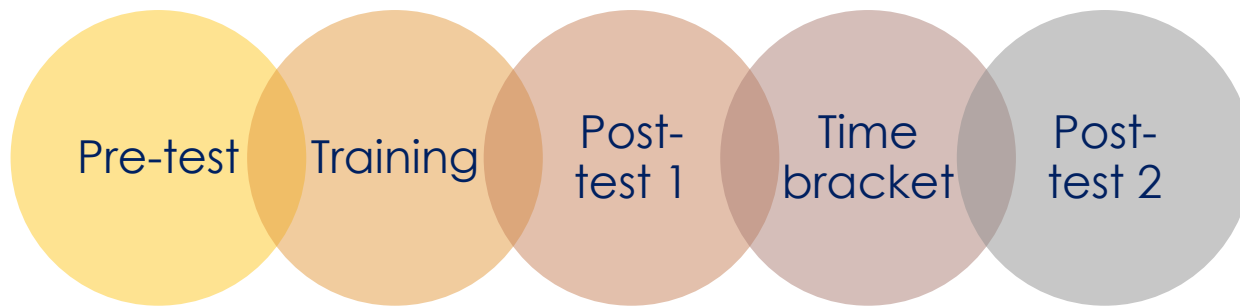 Pre-test
Training
Post-
test 1
Time
bracket
Post-
test 2